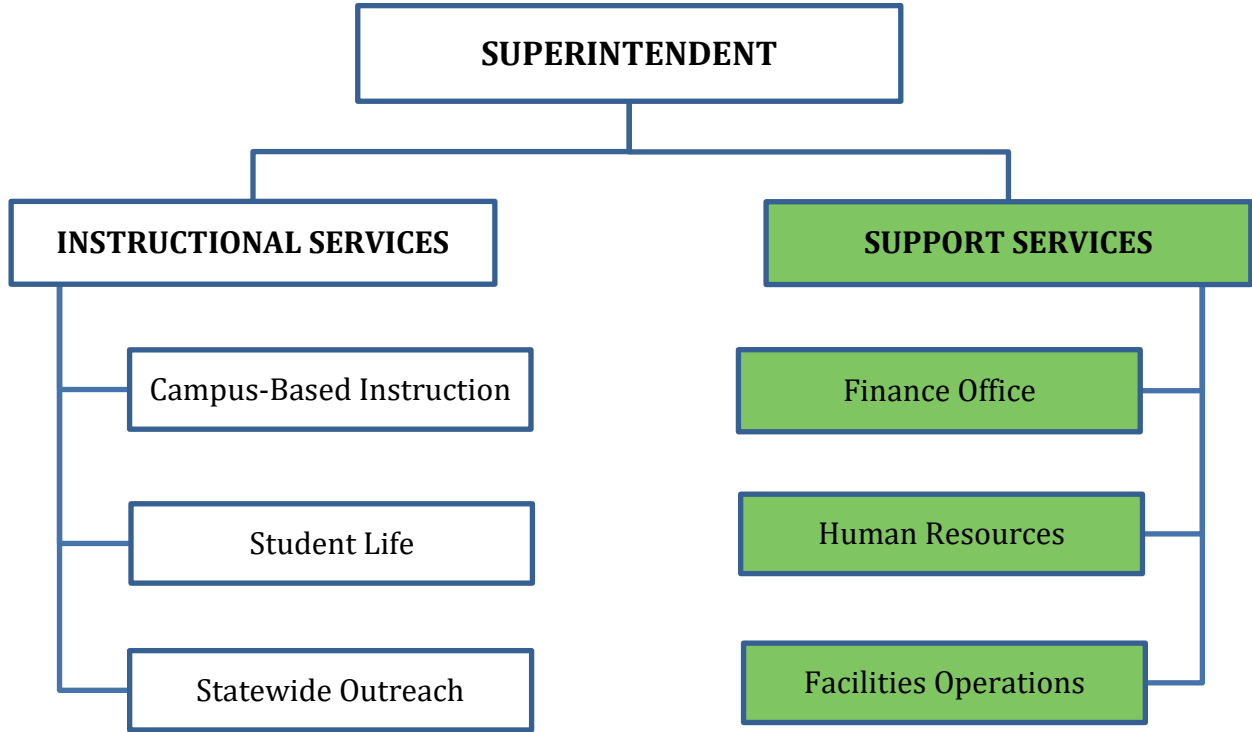 SUPERINTENDENT
INSTRUCTIONAL SERVICES
SUPPORT SERVICES
Campus-Based Instruction
Finance Office
Student Life
Human Resources
Statewide Outreach
Facilities Operations